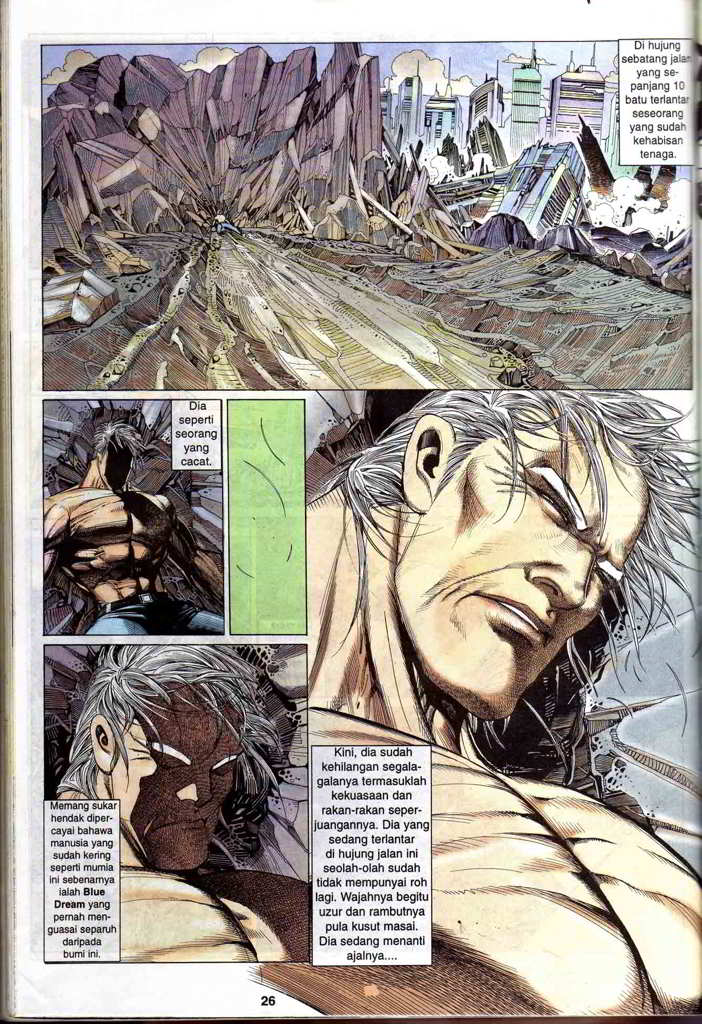 Di hujung
sebatang jalan
yang se-
panjang 10
batu terlantar
seseorang
yang sudah
kehabisan
tenaga.
Dia
seperti
seorang
yang
cacat.
Memang sukar
hendak diper-
cayai bahawa
manusia yang
sudah kering
seperti mumia
ini sebenarnya
ialah Blue
Dream yang
pernah men-
guasai separuh
daripada
bumi ini.
Kini, dia sudah
kehilangan segala-
galanya termasuklah
kekuasaan dan
rakan-rakan seper-
juangannya. Dia yang
sedang terlantar
di hujung jalan ini
seolah-olah sudah
tidak mempunyai roh
lagi. Wajahnya begitu
uzur dan rambutnya
pula kusut masai.
Dia sedang menanti
ajalnya....
26